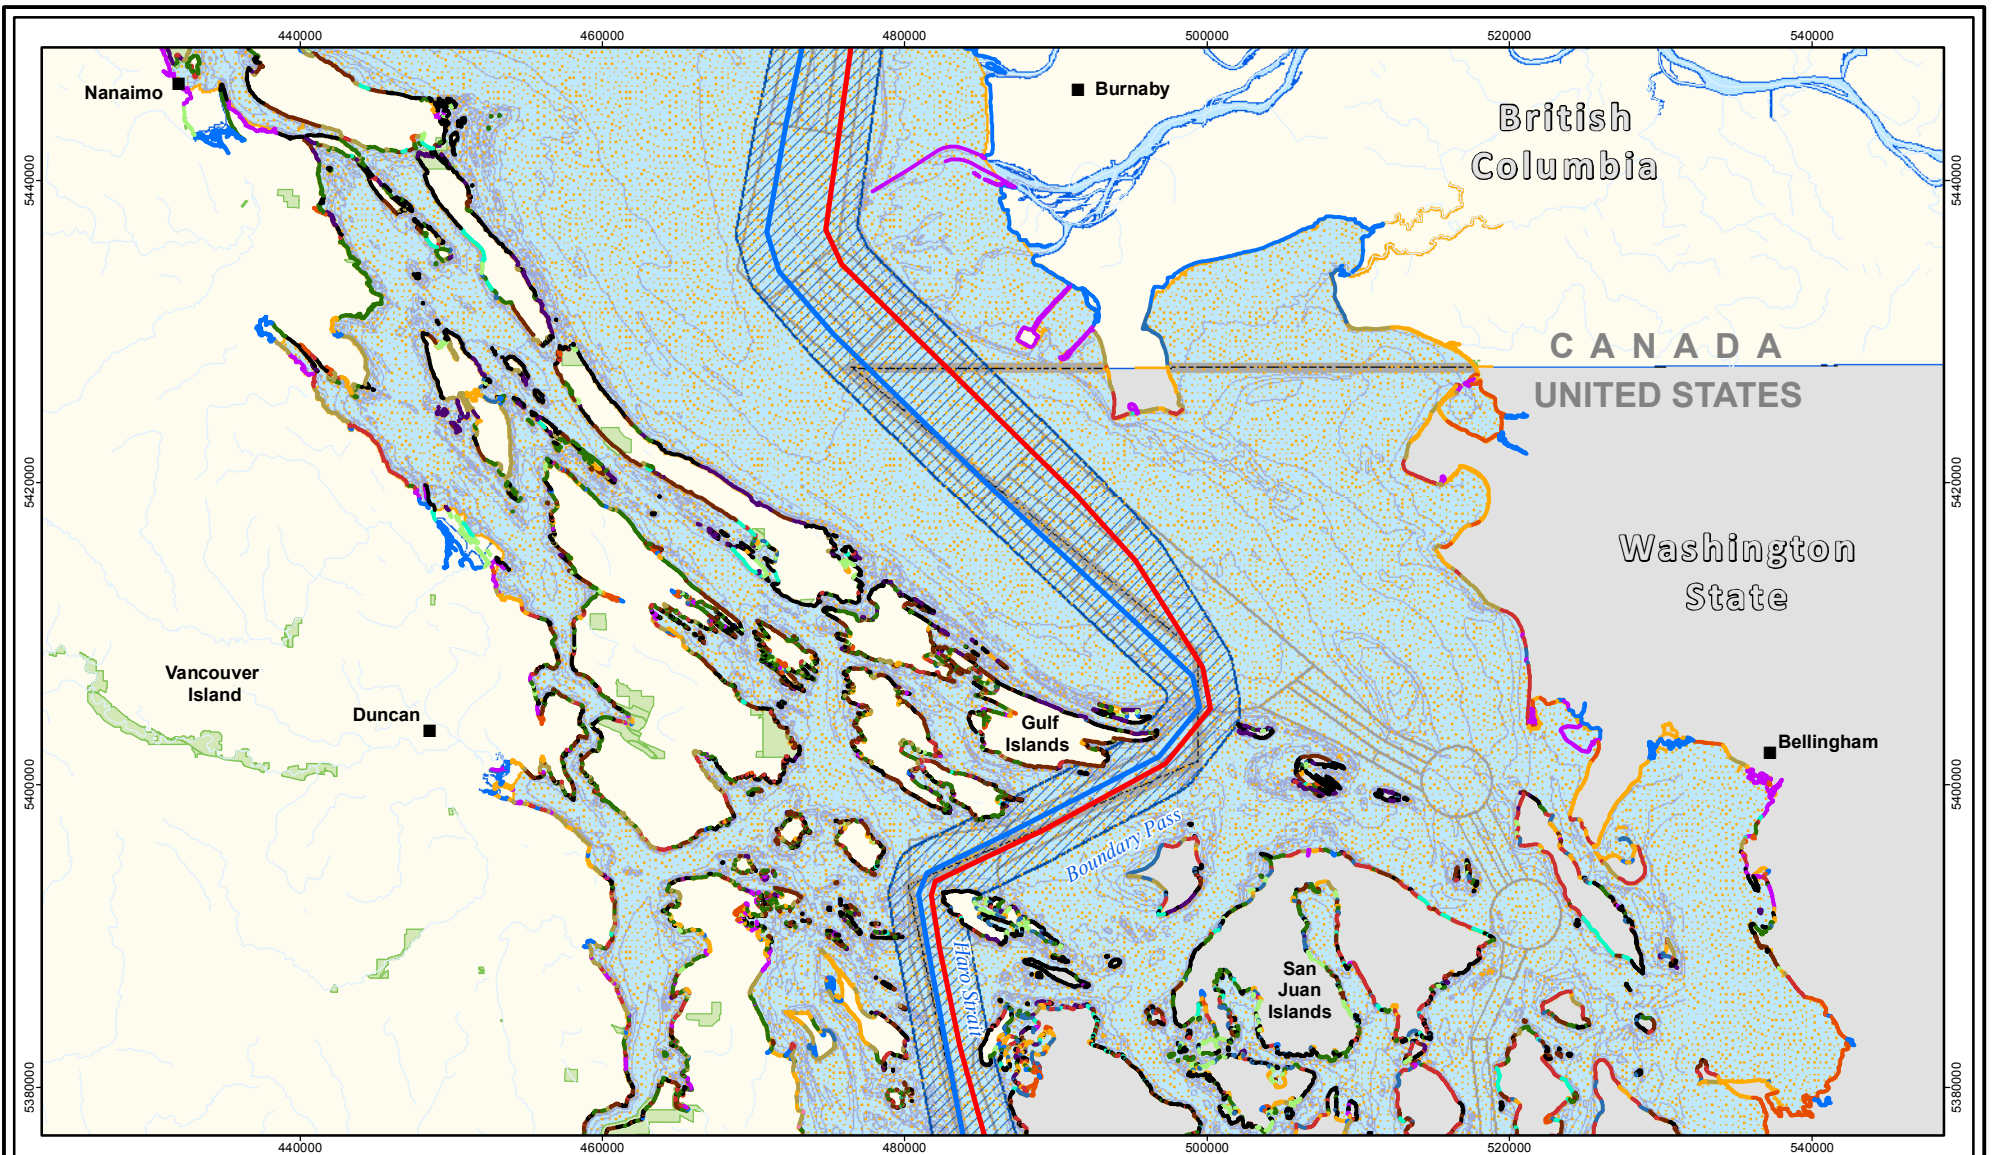 440000
460000
480000
500000
520000
540000
Nanaimo
Burnaby
British
Columbia
5440000
5440000
CANADA
UNITED STATES
5420000
5420000
Washington
State
Vancouver
Island
Duncan
Gulf
Islands
Bellingham
5400000
5400000
Boundary Pass
Haro Strait
San
Juan
Islands
5380000
5380000
440000
460000
480000
500000
520000
540000